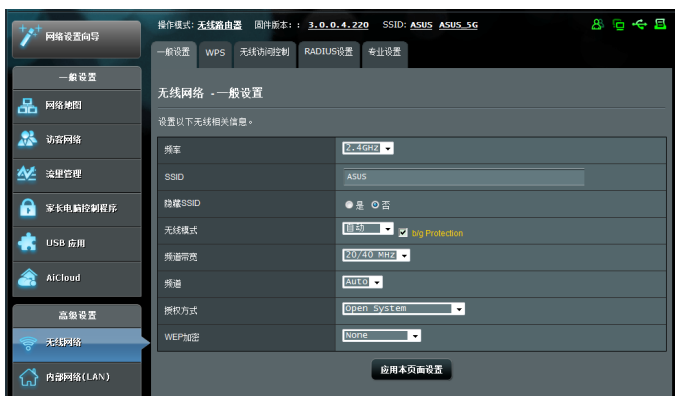 操作模式: 无线路由器 固件版本: : 3.0.0.4.220 SSID: ASUS ASUS_5G
网络设置向导
一般设置
网络地图
访客网络
流量管理
家长电脑控制程序
USB 应用
AiCloud
高级设置
无线网络
内部网络(LAN)
一般设置 WPS 无线访问控制 RADIUS设置 专业设置
无线网络 - 一般设置
设置以下无线相关信息。
频率 2.4GHZ
SSID ASUS
隐藏SSID 是 否
无线模式 自动 b/g Protection
频道带宽 20/40 MHZ
频道 Auto
授权方式 Open System
WEP加密 None
应用本页面设置